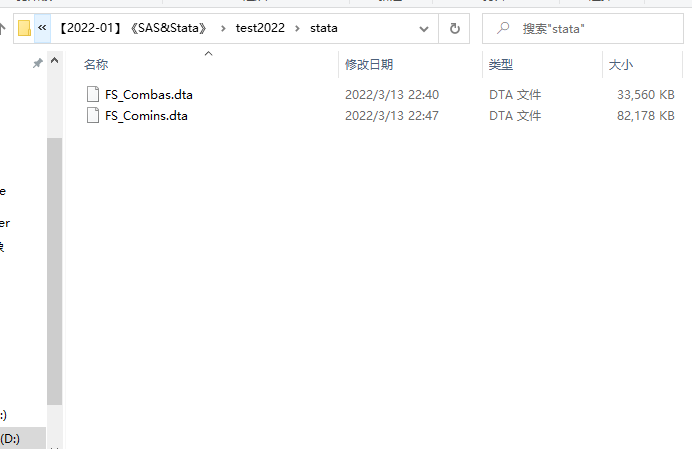 « 【2022-01】《SAS&Stata》 › test2022 › stata
搜索"stata"
名称 修改日期 类型 大小
FS_Combas.dta 2022/3/13 22:40 DTA 文件 33,560 KB
FS_Comins.dta 2022/3/13 22:47 DTA 文件 82,178 KB
e
er
:)
(D:)